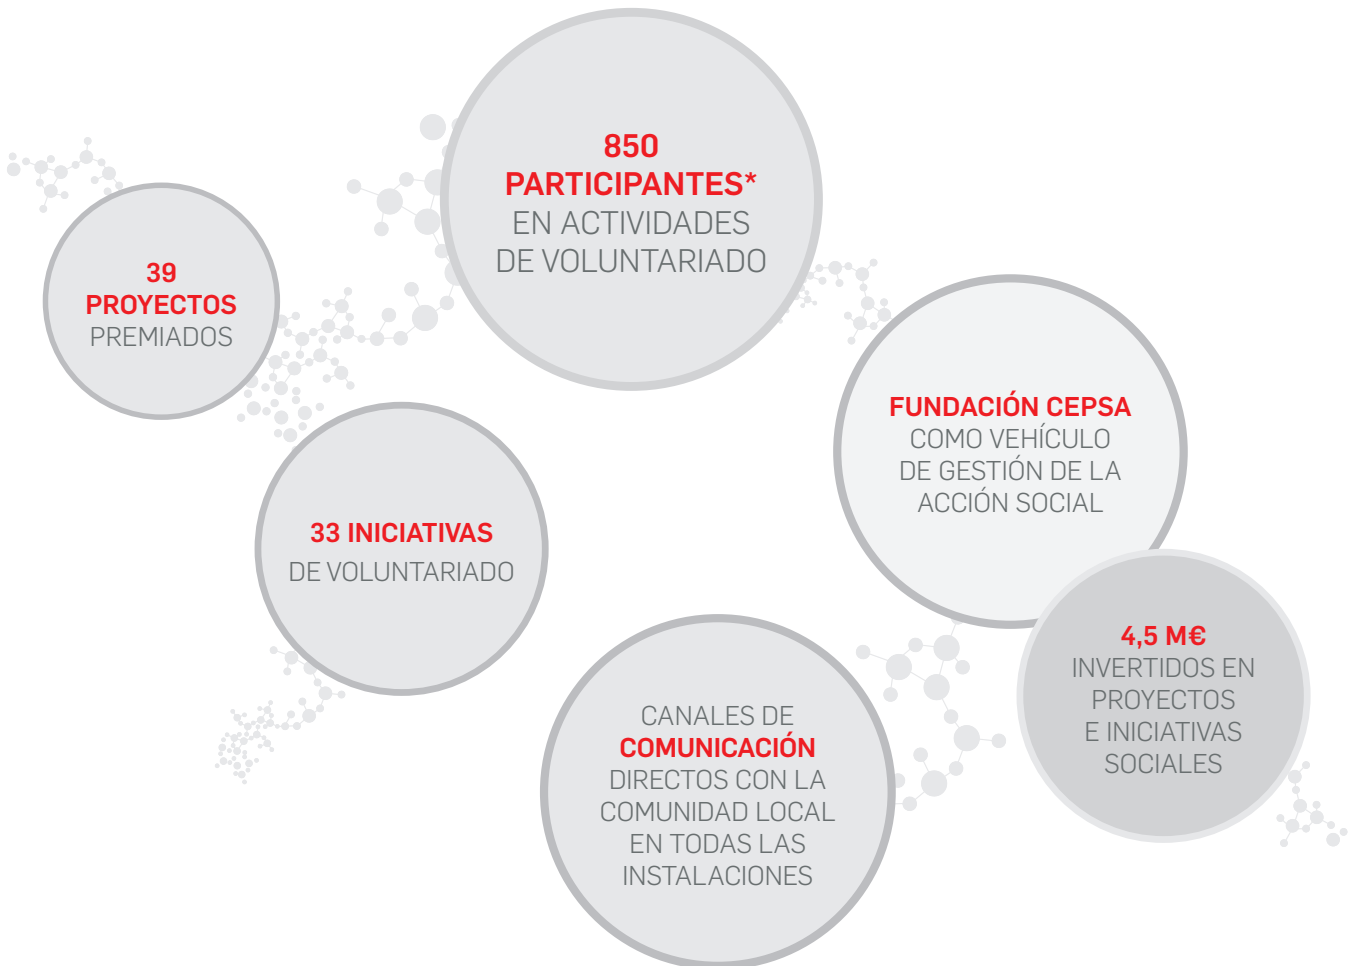 850
PARTICIPANTES*
EN ACTIVIDADES
DE VOLUNTARIADO
39
PROYECTOS
PREMIADOS
FUNDACIÓN CEPSA
COMO VEHÍCULO
DE GESTIÓN DE LA
ACCIÓN SOCIAL
33 INICIATIVAS
DE VOLUNTARIADO
4,5 M€
INVERTIDOS EN
PROYECTOS
E INICIATIVAS
SOCIALES
CANALES DE
COMUNICACIÓN
DIRECTOS CON LA
COMUNIDAD LOCAL
EN TODAS LAS
INSTALACIONES